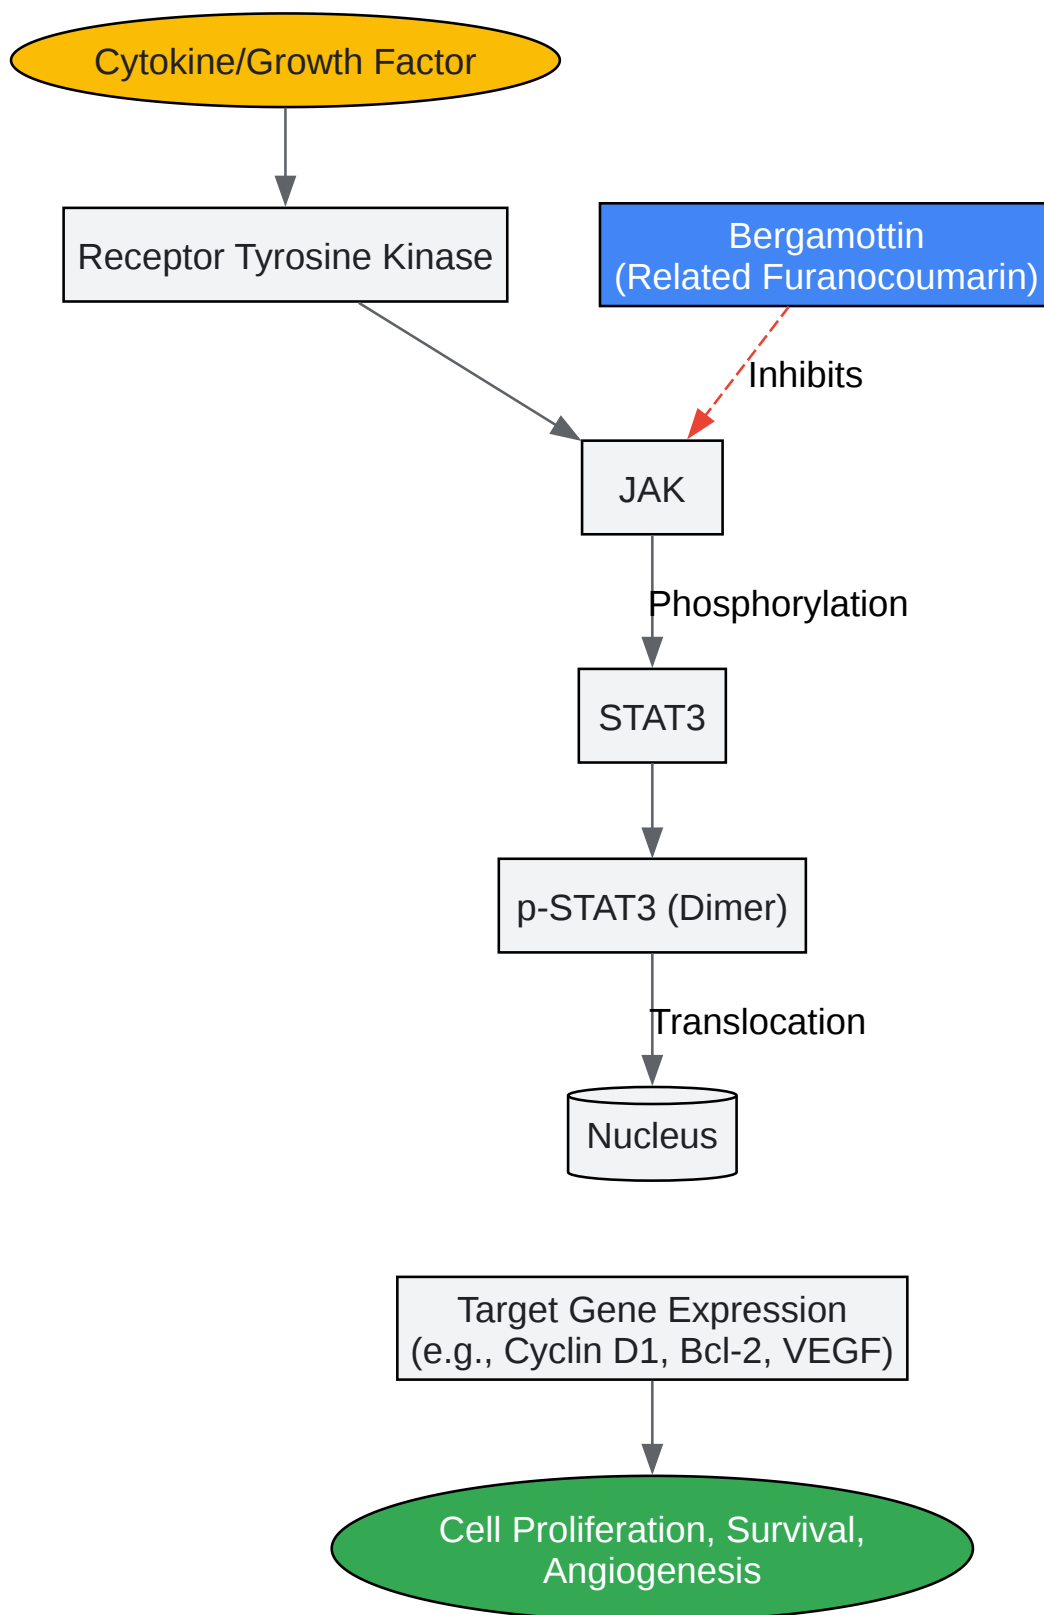 Cytokine/Growth Factor
Receptor Tyrosine Kinase
Bergamottin
(Related Furanocoumarin)
Inhibits
JAK
Phosphorylation
STAT3
p-STAT3 (Dimer)
Translocation
Nucleus
Target Gene Expression
(e.g., Cyclin D1, Bcl-2, VEGF)
Cell Proliferation, Survival,
Angiogenesis